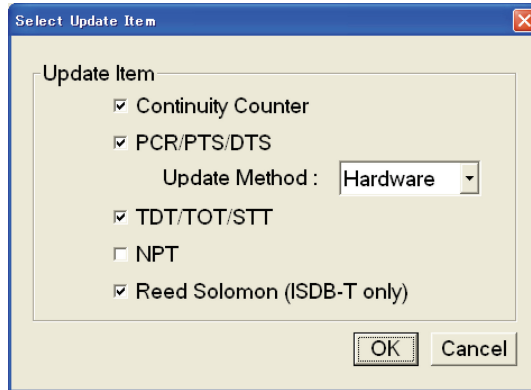 Select Update Item
Update Item
Continuity Counter
PCR/PTS/DTS
Update Method : Hardware
TDT/TOT/STT
NPT
Reed Solomon (ISDB-T only)
OK Cancel